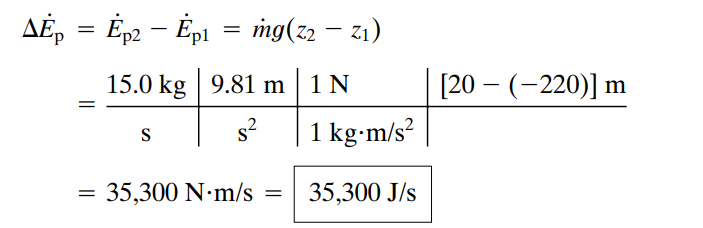 ΔĖp = Ėp2 − Ėp1 = ṁg(z2 − z1)
= 15.0 kg | 9.81 m | 1 N | [20 − (−220)] m
s | s² | 1 kg·m/s² |
= 35,300 N·m/s = 35,300 J/s